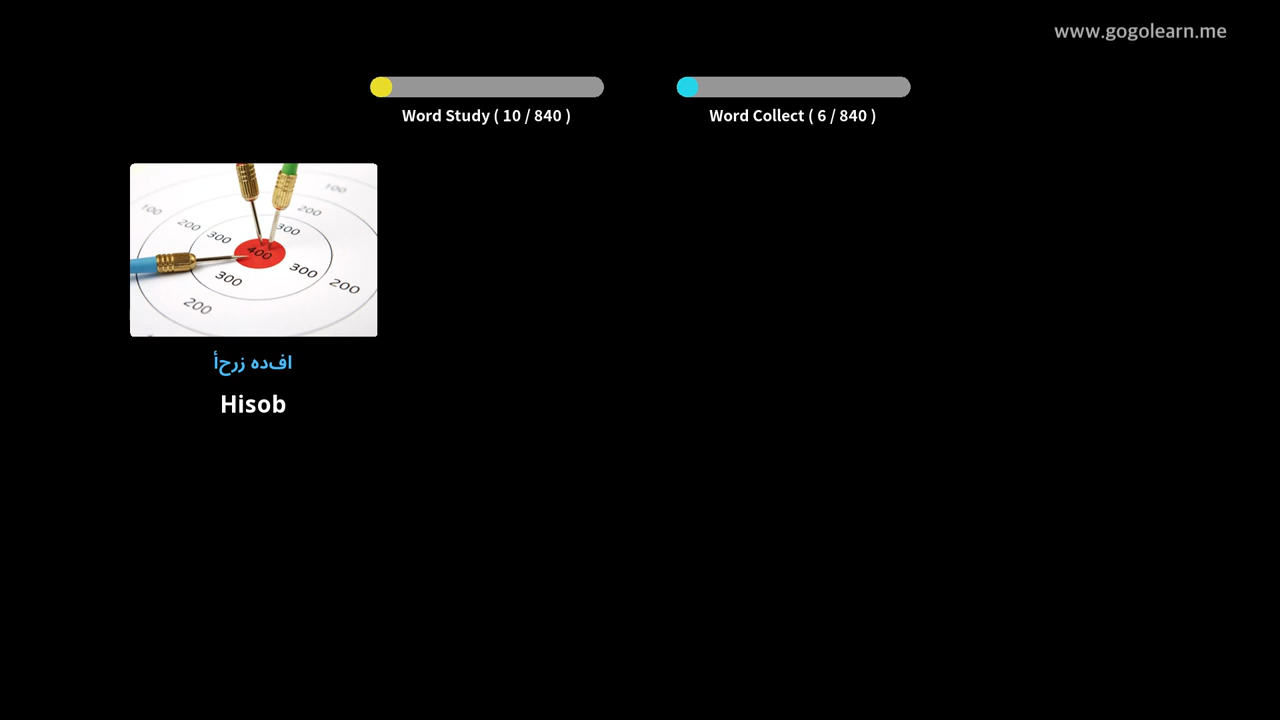 www.gogolearn.me
Word Study ( 10 / 840 )
Word Collect ( 6 / 840 )
100
100
200
200
300
300
400
300
300
200
200
افده زرحأ
Hisob